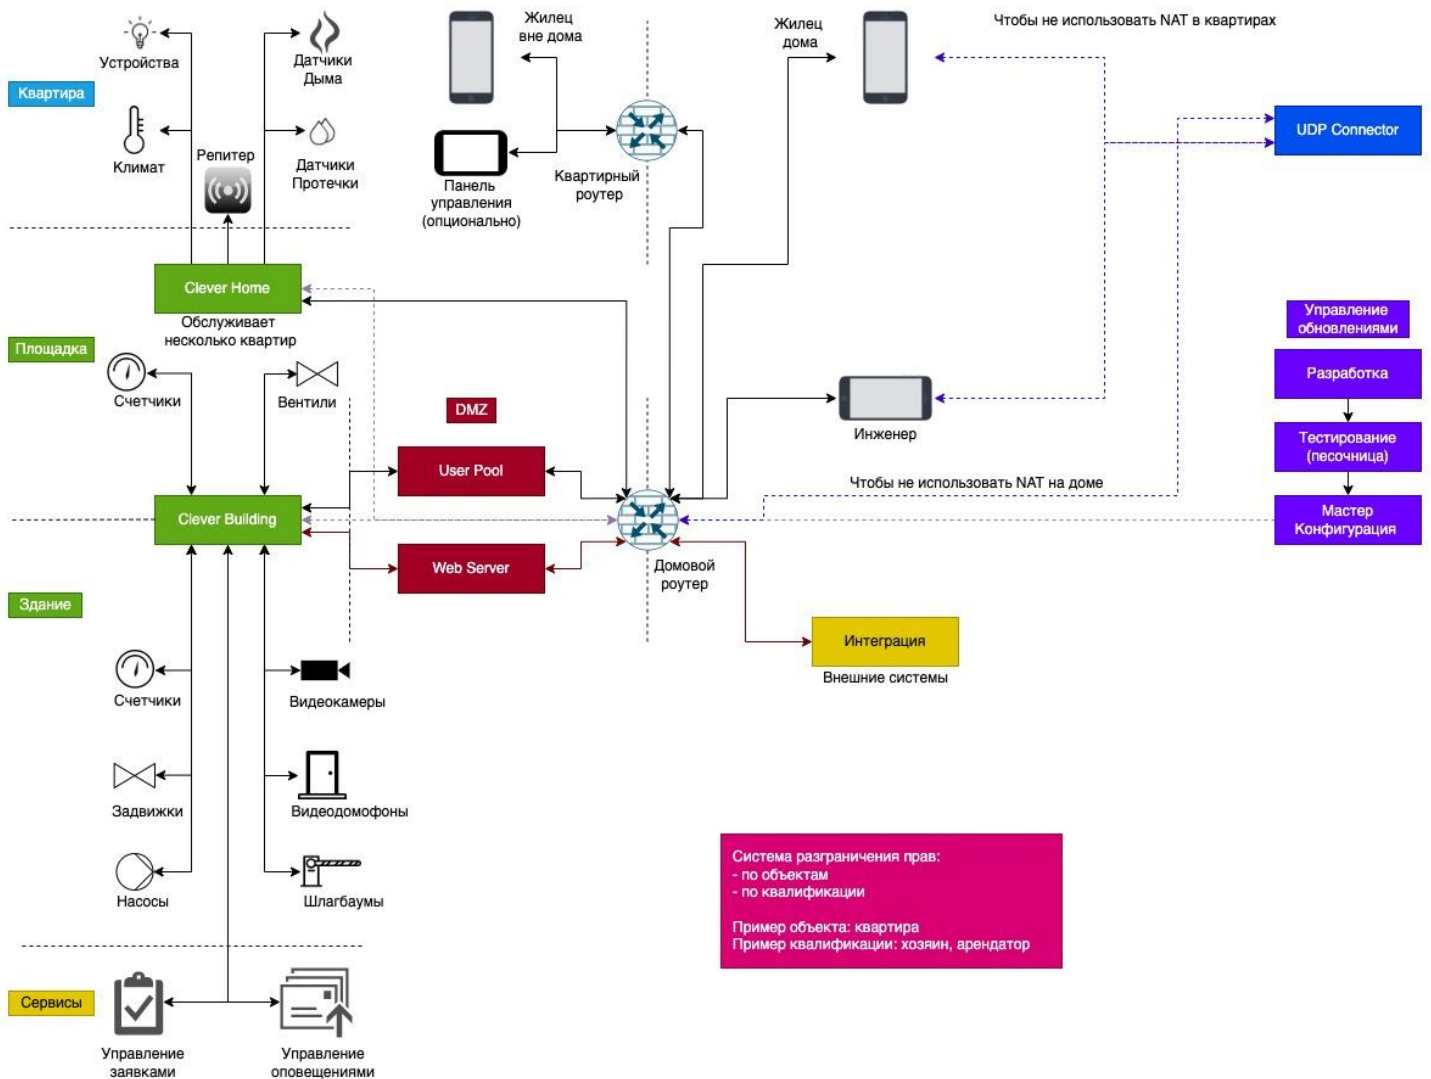 Устройства
Датчики
Дыма
Жилец
вне дома
Жилец
дома
Чтобы не использовать NAT в квартирах
Квартира
UDP Connector
Климат
Репитер
Датчики
Протечки
Панель
управления
(опционально)
Квартирный
роутер
Clever Home
Обслуживает
несколько квартир
Управление
обновлениями
Площадка
Разработка
Счетчики
Вентили
DMZ
Инженер
Тестирование
(песочница)
User Pool
Чтобы не использовать NAT на доме
Clever Building
Мастер
Конфигурация
Web Server
Домовой
роутер
Здание
Интеграция
Внешние системы
Счетчики
Видеокамеры
Задвижки
Видеодомофоны
Насосы
Шлагбаумы
Система разграничения прав:
- по объектам
- по квалификации
Пример объекта: квартира
Пример квалификации: хозяин, арендатор
Сервисы
Управление
заявками
Управление
оповещениями